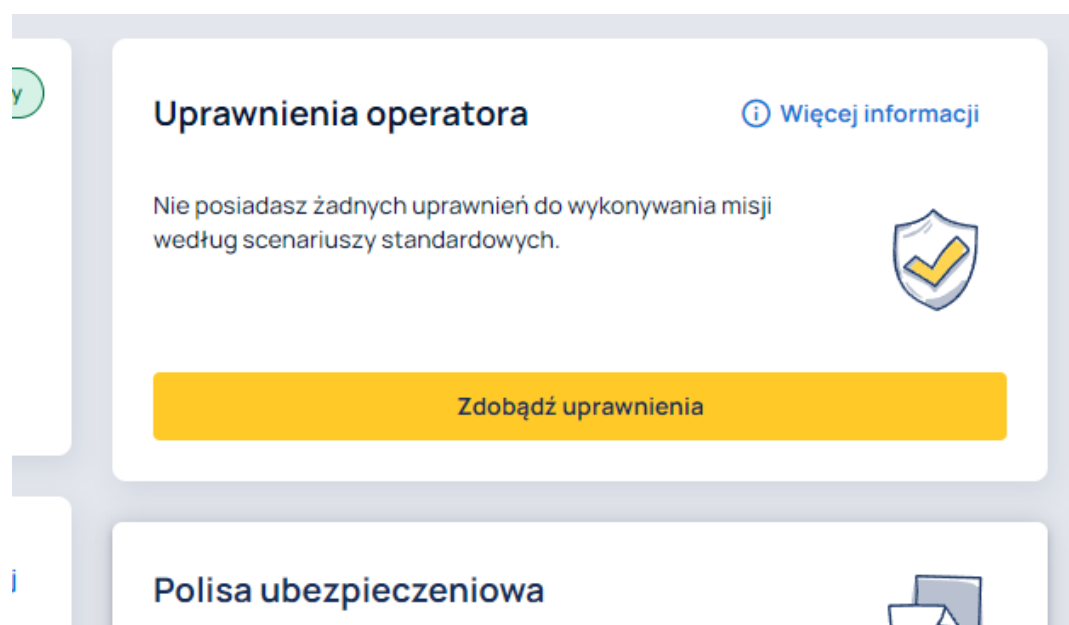 y
Uprawnienia operatora
Więcej informacji
Nie posiadasz żadnych uprawnień do wykonywania misji
według scenariuszy standardowych.
Zdobądź uprawnienia
j
Polisa ubezpieczeniowa